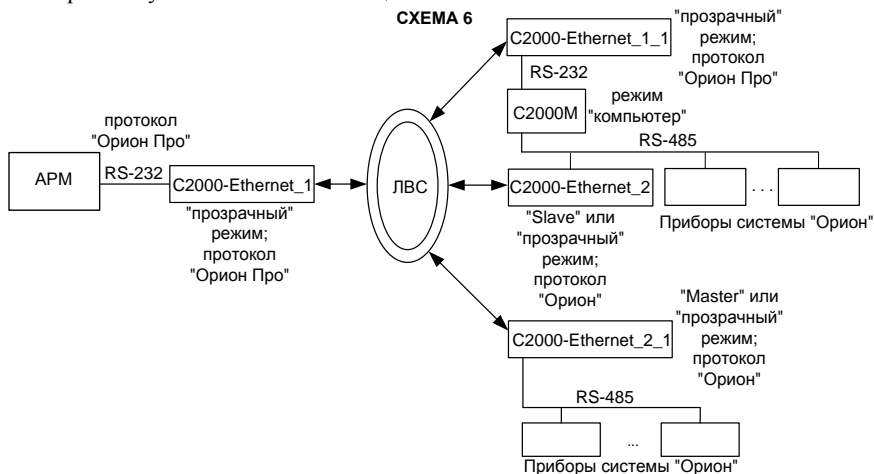 СХЕМА 6
C2000-Ethernet_1_1
"прозрачный"
режим;
протокол
"Орион Про"
RS-232
C2000M
режим
"компьютер"
RS-485
протокол
"Орион Про"
АРМ
RS-232
C2000-Ethernet_1
"прозрачный"
режим;
протокол
"Орион Про"
ЛВС
C2000-Ethernet_2
. . .
Приборы системы "Орион"
"Slave" или
"прозрачный"
режим;
протокол
"Орион"
C2000-Ethernet_2_1
"Master" или
"прозрачный"
режим;
протокол
"Орион"
RS-485
...
Приборы системы "Орион"